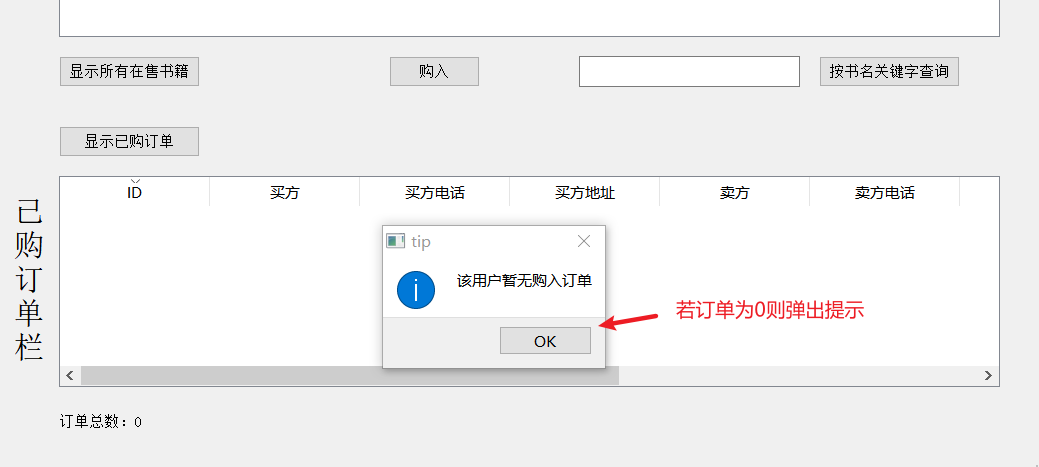 显示所有在售书籍
购入
按书名关键字查询
显示已购订单
ID 买方 买方电话 买方地址 卖方 卖方电话
已购订单栏
tip
该用户暂无购入订单
若订单为0则弹出提示
OK
订单总数：0